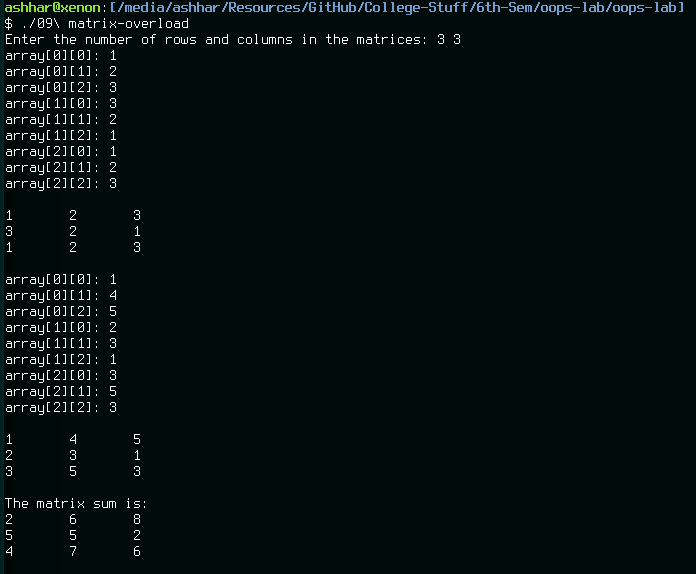 ashhar@xenon:[/media/ashhar/Resources/GitHub/College-Stuff/6th-Sem/oops-lab/oops-lab]
$ ./09\ matrix-overload
Enter the number of rows and columns in the matrices: 3 3
array[0][0]: 1
array[0][1]: 2
array[0][2]: 3
array[1][0]: 3
array[1][1]: 2
array[1][2]: 1
array[2][0]: 1
array[2][1]: 2
array[2][2]: 3

1       2       3
3       2       1
1       2       3

array[0][0]: 1
array[0][1]: 4
array[0][2]: 5
array[1][0]: 2
array[1][1]: 3
array[1][2]: 1
array[2][0]: 3
array[2][1]: 5
array[2][2]: 3

1       4       5
2       3       1
3       5       3

The matrix sum is:
2       6       8
5       5       2
4       7       6